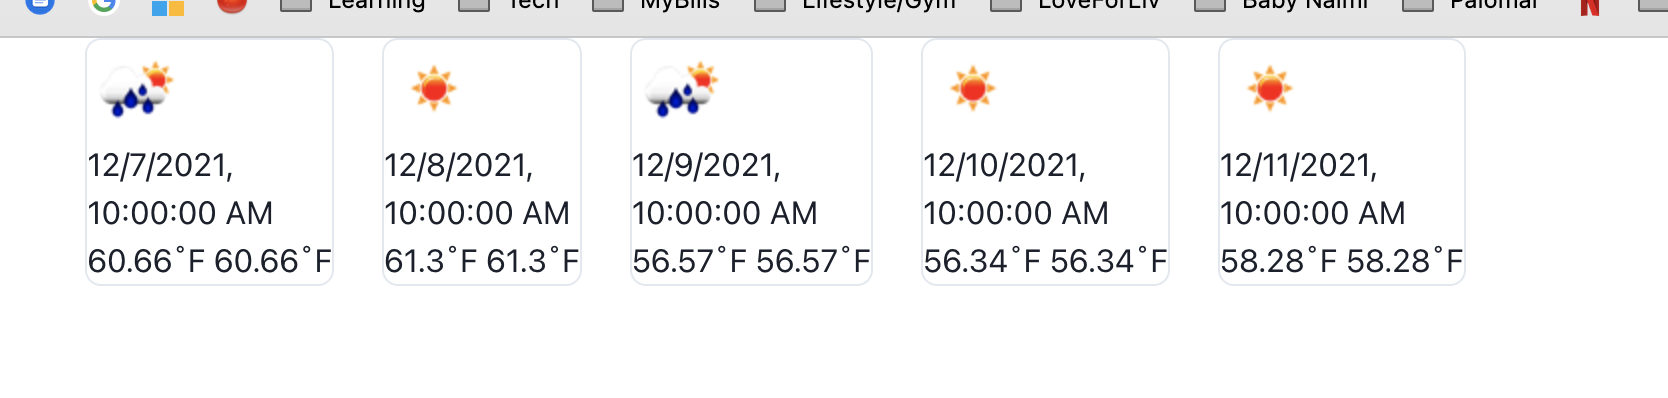 Learning Tech MyBills Lifestyle/Gym LoveForLiv Baby Naimi Palomar
12/7/2021,
10:00:00 AM
60.66°F 60.66°F
12/8/2021,
10:00:00 AM
61.3°F 61.3°F
12/9/2021,
10:00:00 AM
56.57°F 56.57°F
12/10/2021,
10:00:00 AM
56.34°F 56.34°F
12/11/2021,
10:00:00 AM
58.28°F 58.28°F